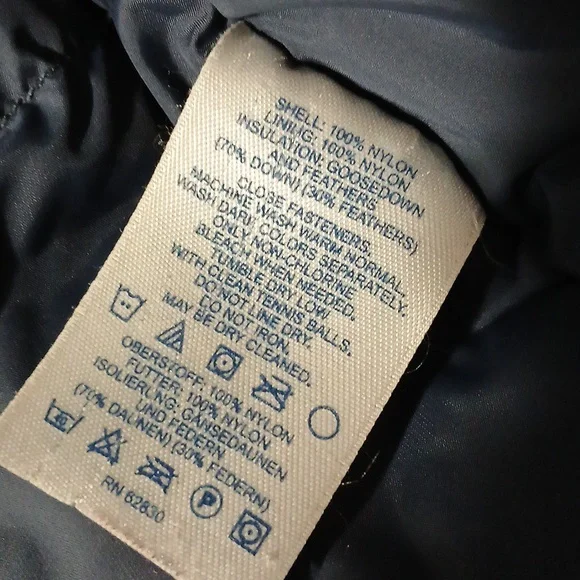 SHELL: 100% NYLON
LINING: 100% NYLON
INSULATION: GOOSEDOWN
AND FEATHERS
(70% DOWN) (30% FEATHERS)
CLOSE FASTENERS.
MACHINE WASH WARM NORMAL.
WASH DARK COLORS SEPARATELY.
ONLY NON-CHLORINE
BLEACH WHEN NEEDED.
TUMBLE DRY LOW
WITH CLEAN TENNIS BALLS.
DO NOT LINE DRY.
DO NOT IRON.
MAY BE DRY CLEANED.
OBERSTOFF: 100% NYLON
FUTTER: 100% NYLON
ISOLIERUNG: GÄNSEDAUNEN
UND FEDERN
(70% DAUNEN) (30% FEDERN)
P
RN 62830